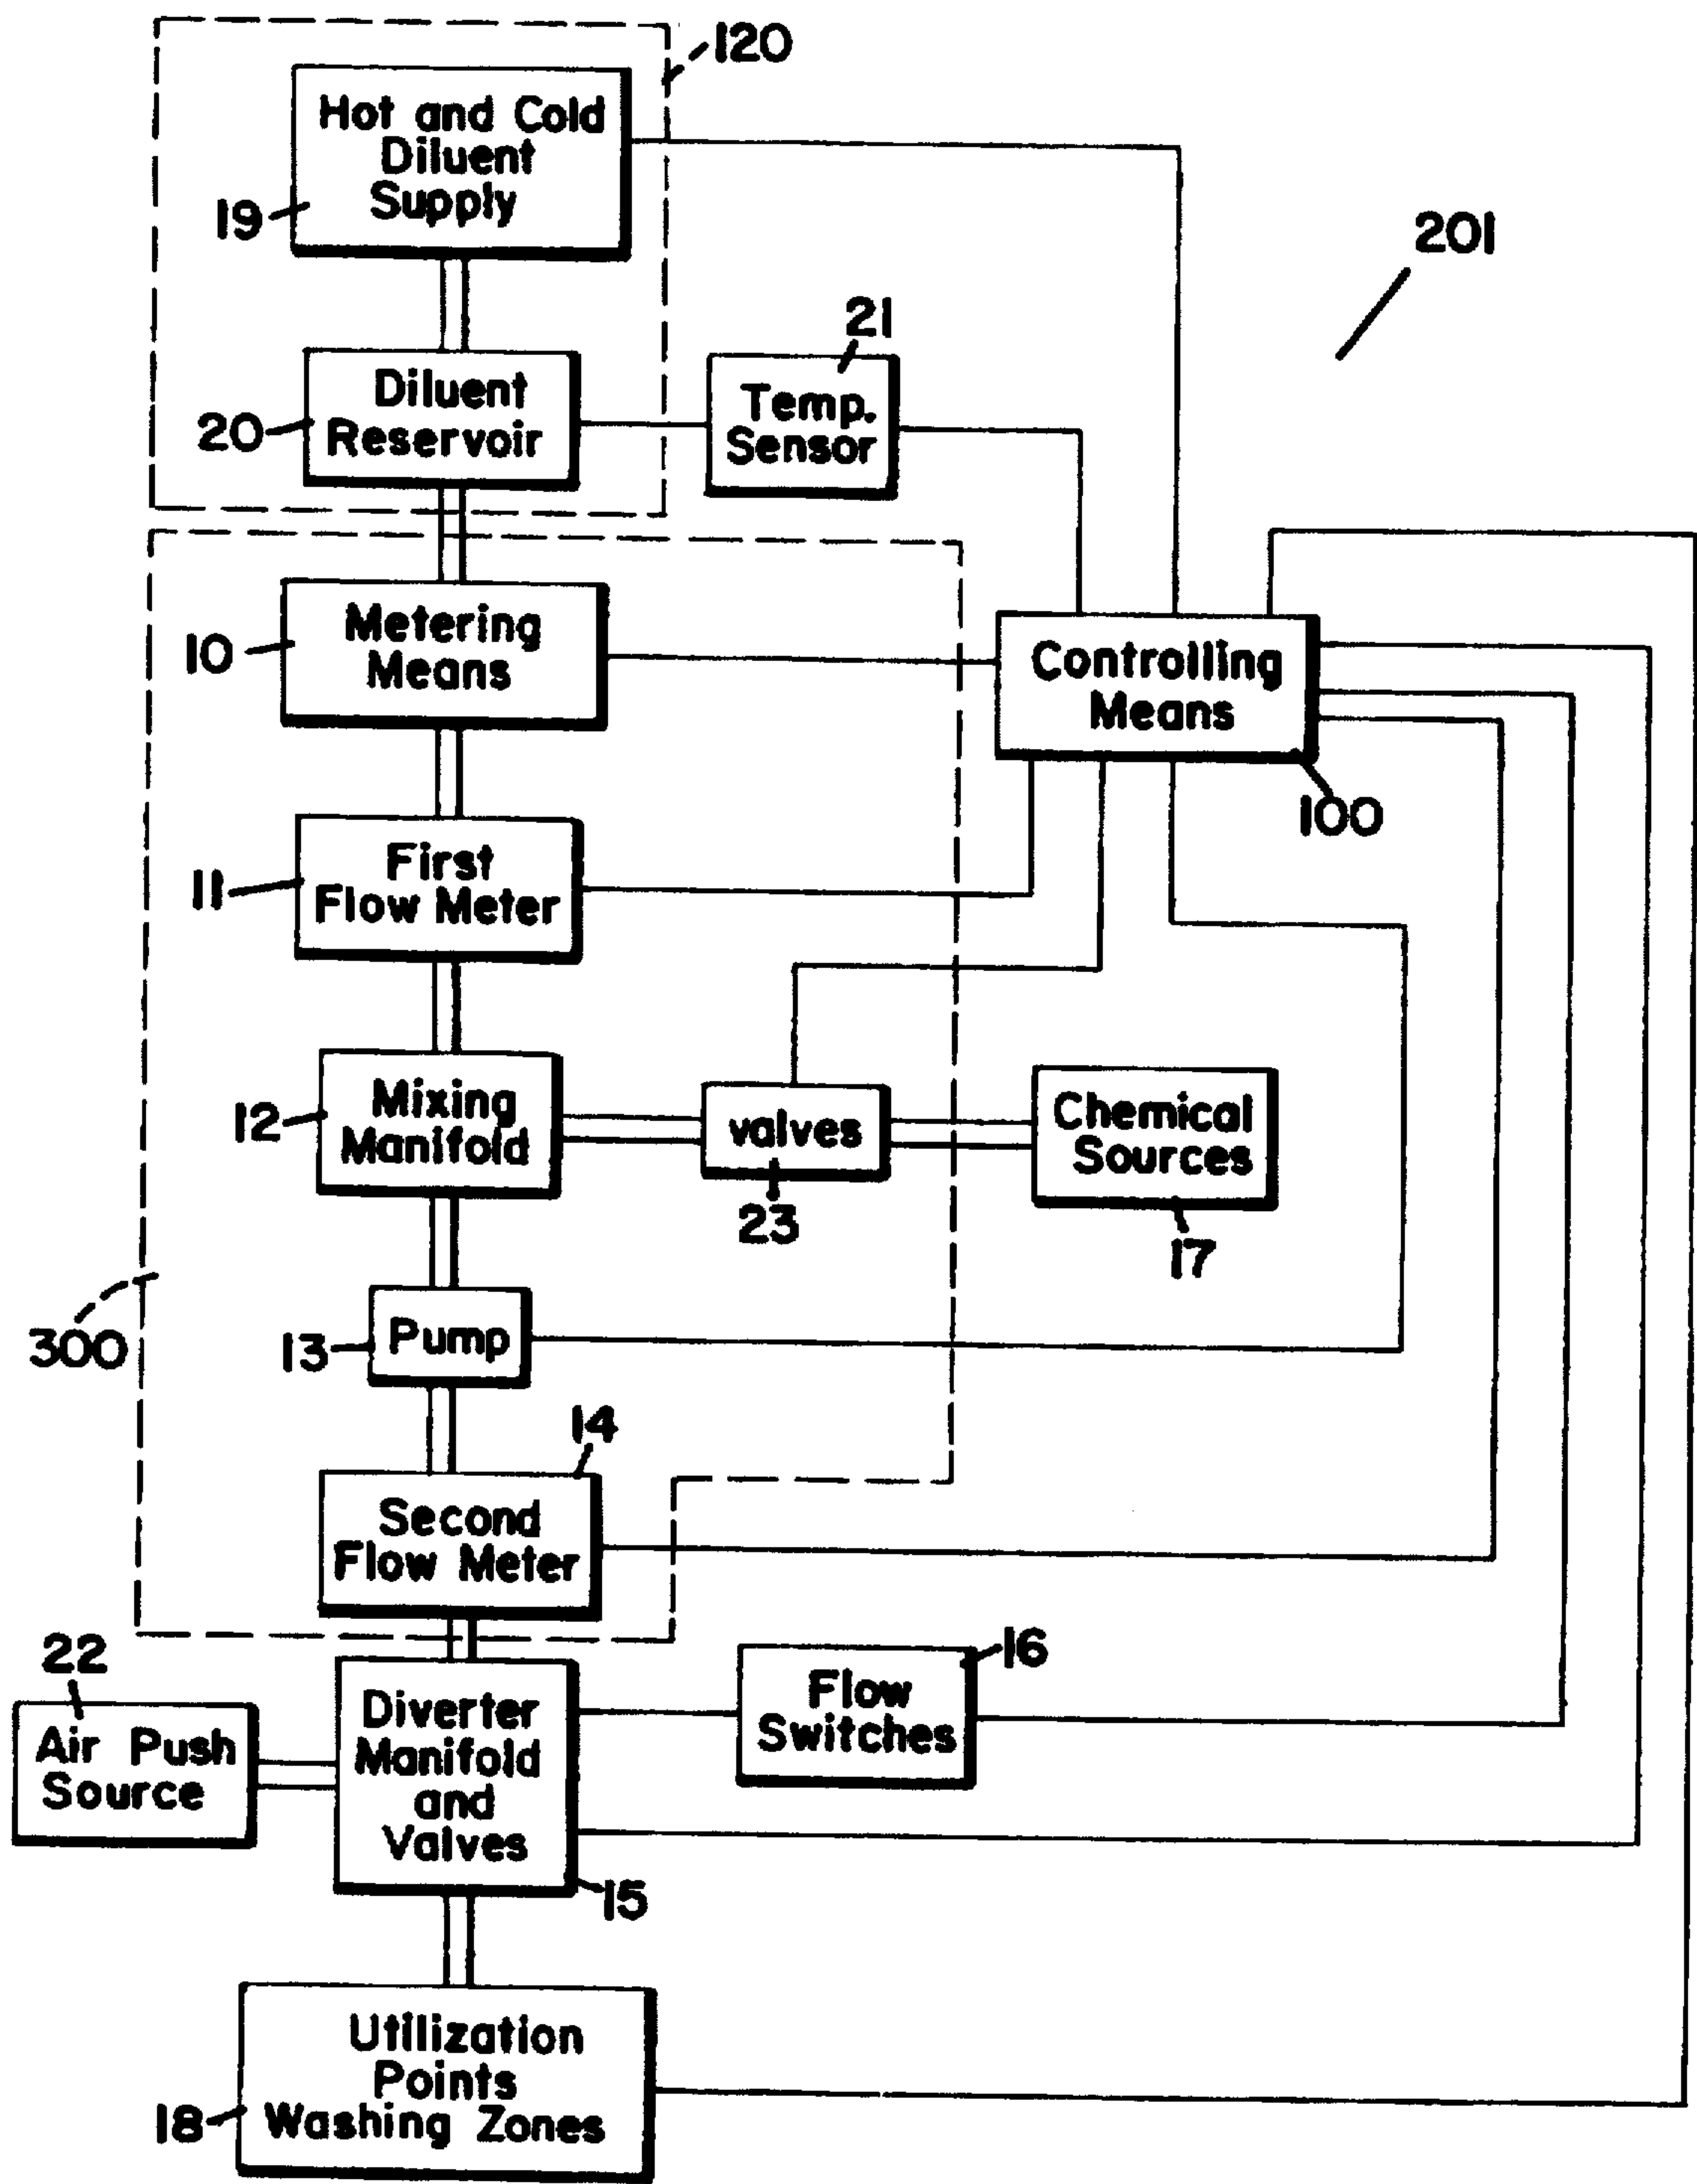 120
Hot and Cold
Diluent
Supply
19
201
21
Diluent
Reservoir
20
Temp.
Sensor
10
Metering
Means
Controlling
Means
100
11
First
Flow Meter
12
Mixing
Manifold
valves
23
Chemical
Sources
17
300
13
Pump
14
Second
Flow Meter
22
Air Push
Source
Diverter
Manifold
and
Valves
15
16
Flow
Switches
Utilization
Points
Washing Zones
18